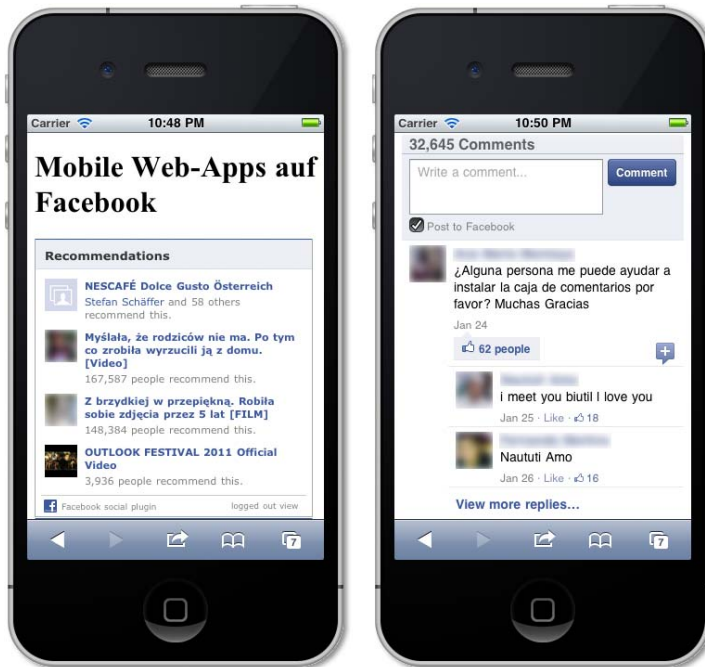 Carrier 10:48 PM
Mobile Web-Apps auf
Facebook
Recommendations
NESCAFÉ Dolce Gusto Österreich
Stefan Schäffer and 58 others
recommend this.
Myślała, że rodziców nie ma. Po tym
co zrobiła wyrzucili ją z domu.
[Video]
167,587 people recommend this.
Z brzydkiej w przepiękną. Robiła
sobie zdjęcia przez 5 lat [FILM]
148,384 people recommend this.
OUTLOOK FESTIVAL 2011 Official
Video
3,936 people recommend this.
f Facebook social plugin logged out view
7
Carrier 10:50 PM
32,645 Comments
Write a comment... Comment
Post to Facebook
¿Alguna persona me puede ayudar a
instalar la caja de comentarios por
favor? Muchas Gracias
Jan 24
62 people
i meet you biutil I love you
Jan 25 · Like · 18
Naututi Amo
Jan 26 · Like · 16
View more replies...
7